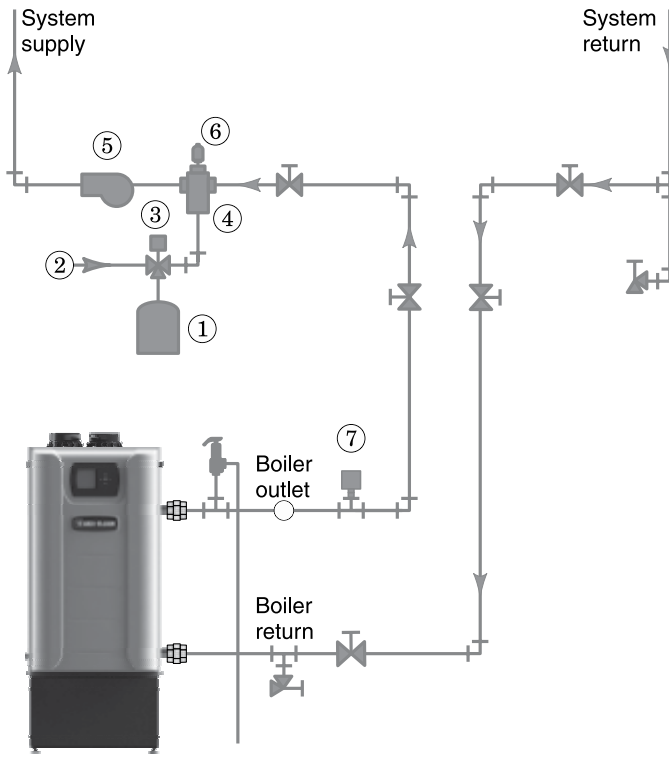 System
supply
System
return
⑥
⑤
③
④
②
①
⑦
Boiler
outlet
Boiler
return